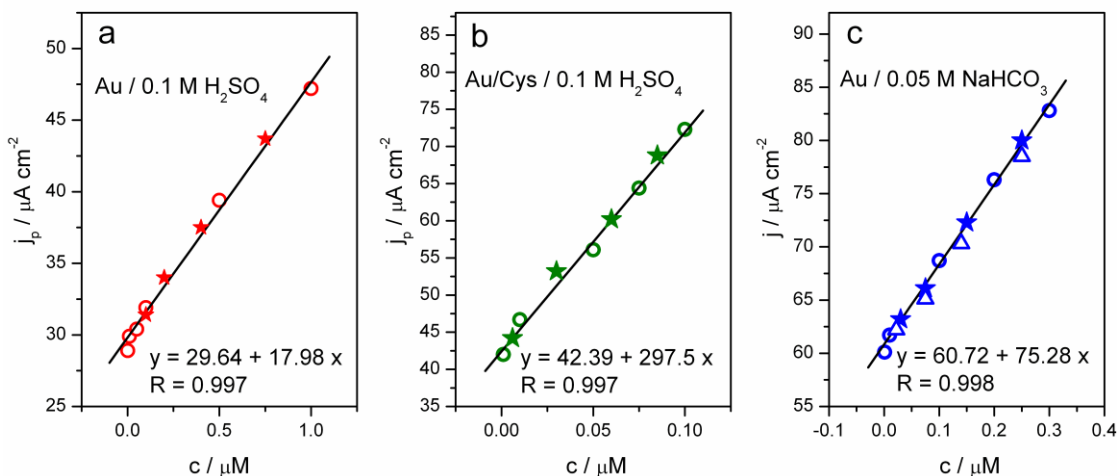 a
Au / 0.1 M H₂SO₄
y = 29.64 + 17.98 x
R = 0.997
50
45
40
35
30
25
0.0 0.5 1.0
jₚ / μA cm⁻²
c / μM
b
Au/Cys / 0.1 M H₂SO₄
y = 42.39 + 297.5 x
R = 0.997
85
80
75
70
65
60
55
50
45
40
35
0.00 0.05 0.10
jₚ / μA cm⁻²
c / μM
c
Au / 0.05 M NaHCO₃
y = 60.72 + 75.28 x
R = 0.998
90
85
80
75
70
65
60
55
-0.1 0.0 0.1 0.2 0.3 0.4
j / μA cm⁻²
c / μM